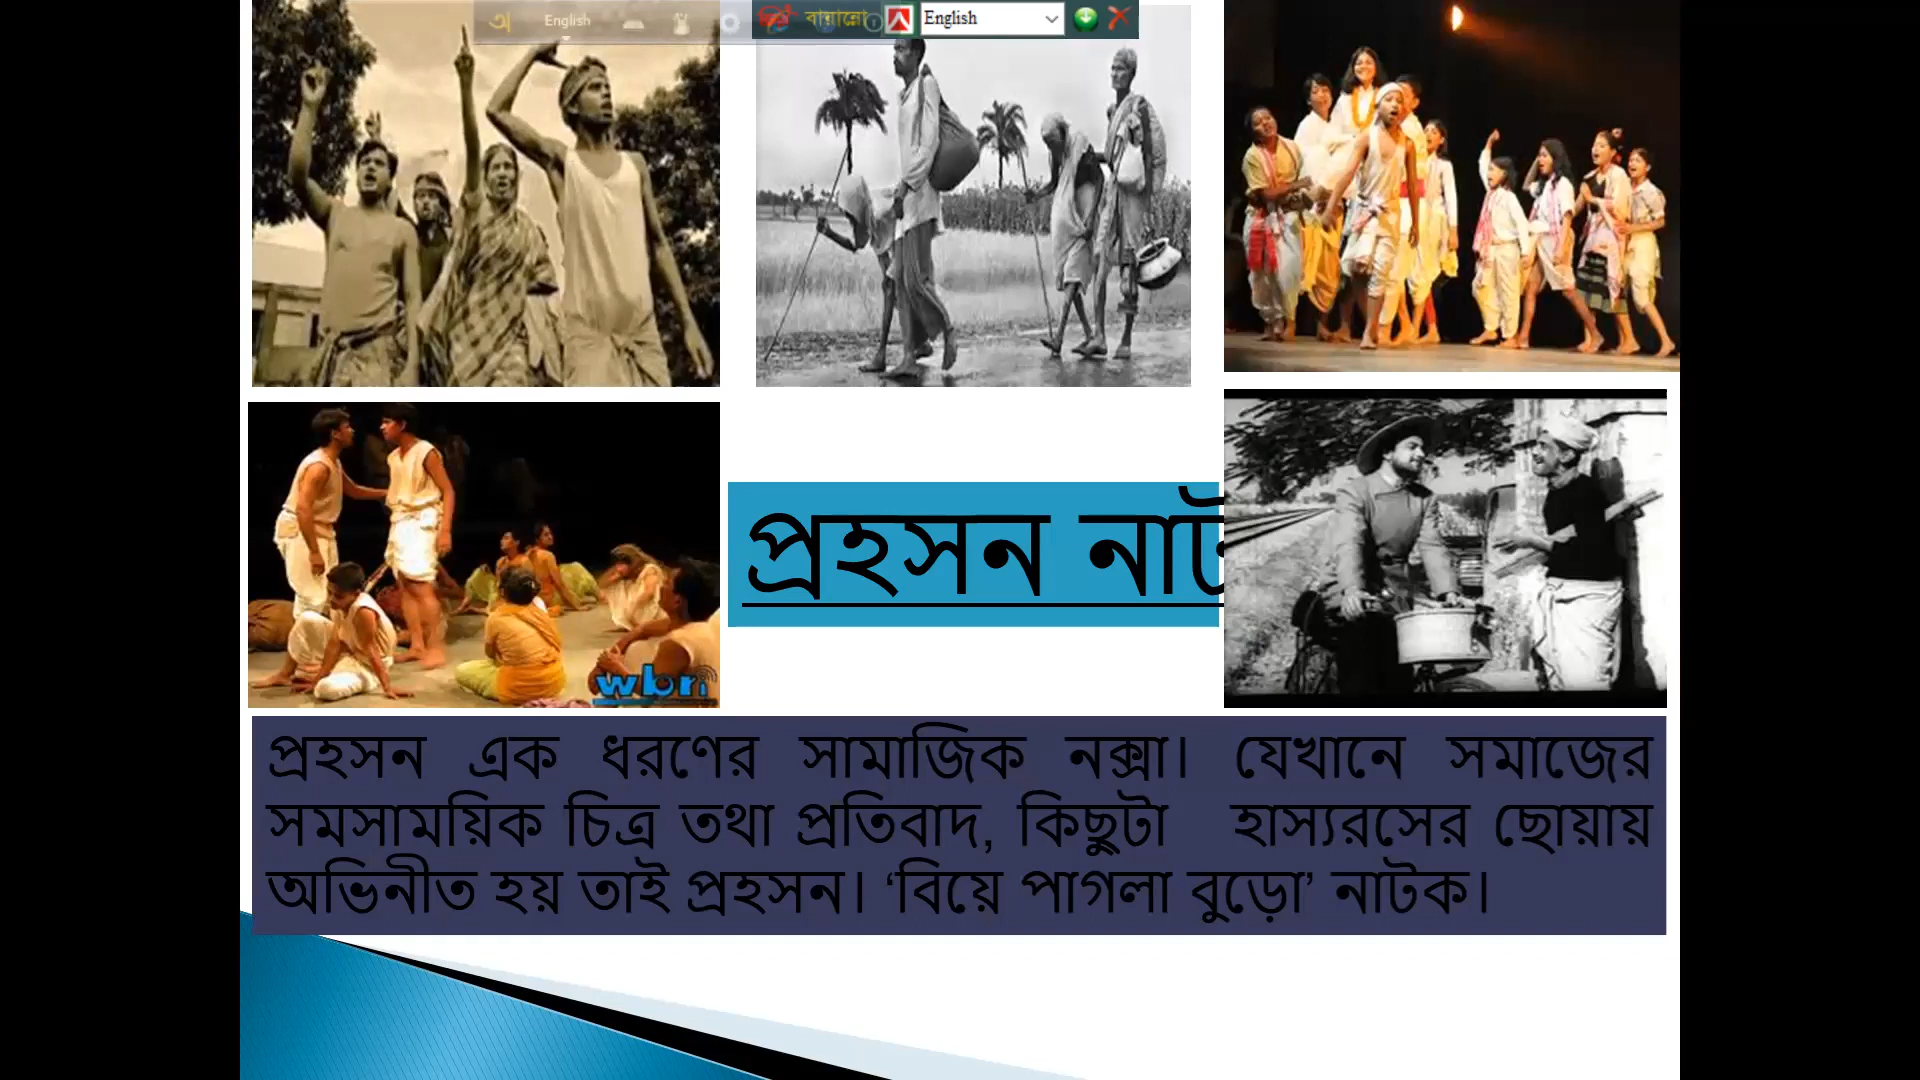 English বায়ান্নো English
প্রহসন নাট
wbri
প্রহসন এক ধরণের সামাজিক নক্সা। যেখানে সমাজের
সমসাময়িক চিত্র তথা প্রতিবাদ, কিছুটা হাস্যরসের ছোয়ায়
অভিনীত হয় তাই প্রহসন। ‘বিয়ে পাগলা বুড়ো’ নাটক।